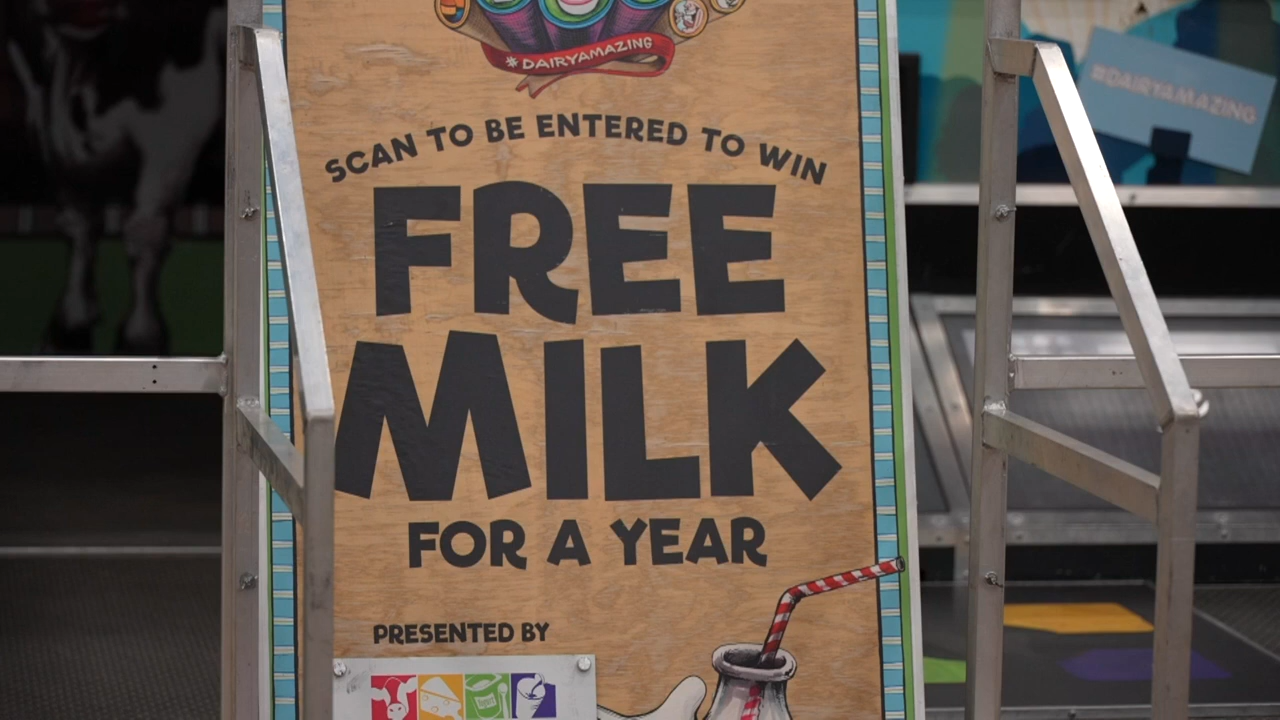 *DAIRYAMAZING
#DAIRYAMAZING
SCAN TO BE ENTERED TO WIN
FREE
MILK
FOR A YEAR
PRESENTED BY